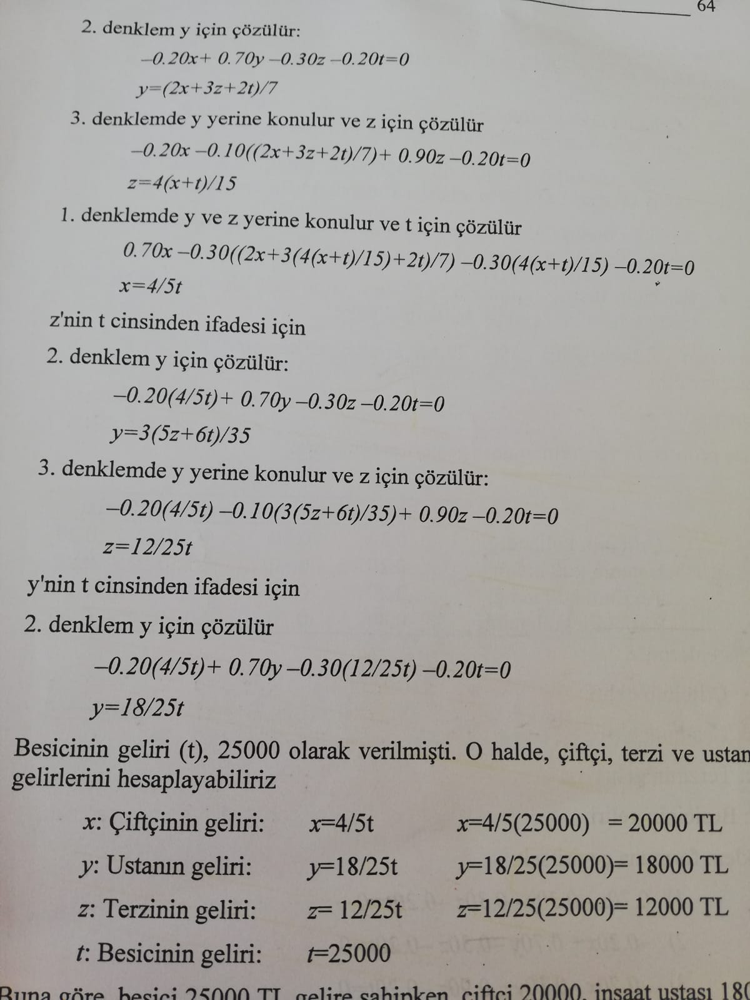 64
2. denklem y için çözülür:
–0.20x+ 0.70y –0.30z –0.20t=0
y=(2x+3z+2t)/7
3. denklemde y yerine konulur ve z için çözülür
–0.20x –0.10((2x+3z+2t)/7)+ 0.90z –0.20t=0
z=4(x+t)/15
1. denklemde y ve z yerine konulur ve t için çözülür
0.70x –0.30((2x+3(4(x+t)/15)+2t)/7) –0.30(4(x+t)/15) –0.20t=0
x=4/5t
z'nin t cinsinden ifadesi için
2. denklem y için çözülür:
–0.20(4/5t)+ 0.70y –0.30z –0.20t=0
y=3(5z+6t)/35
3. denklemde y yerine konulur ve z için çözülür:
–0.20(4/5t) –0.10(3(5z+6t)/35)+ 0.90z –0.20t=0
z=12/25t
y'nin t cinsinden ifadesi için
2. denklem y için çözülür
–0.20(4/5t)+ 0.70y –0.30(12/25t) –0.20t=0
y=18/25t
Besicinin geliri (t), 25000 olarak verilmişti. O halde, çiftçi, terzi ve ustan
gelirlerini hesaplayabiliriz
x: Çiftçinin geliri: x=4/5t x=4/5(25000) = 20000 TL
y: Ustanın geliri: y=18/25t y=18/25(25000)= 18000 TL
z: Terzinin geliri: z= 12/25t z=12/25(25000)= 12000 TL
t: Besicinin geliri: t=25000
Buna göre, besici 25000 TL gelire sahipken, çiftçi 20000, inşaat ustası 180